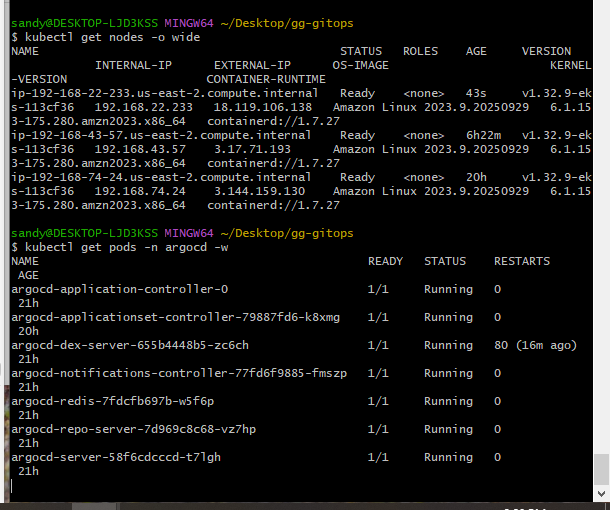 sandy@DESKTOP-LJD3KSS MINGW64 ~/Desktop/gg-gitops
$ kubectl get nodes -o wide
NAME STATUS ROLES AGE VERSION
INTERNAL-IP EXTERNAL-IP OS-IMAGE KERNEL
-VERSION CONTAINER-RUNTIME
ip-192-168-22-233.us-east-2.compute.internal Ready <none> 43s v1.32.9-ek
s-113cf36 192.168.22.233 18.119.106.138 Amazon Linux 2023.9.20250929 6.1.15
3-175.280.amzn2023.x86_64 containerd://1.7.27
ip-192-168-43-57.us-east-2.compute.internal Ready <none> 6h22m v1.32.9-ek
s-113cf36 192.168.43.57 3.17.71.193 Amazon Linux 2023.9.20250929 6.1.15
3-175.280.amzn2023.x86_64 containerd://1.7.27
ip-192-168-74-24.us-east-2.compute.internal Ready <none> 20h v1.32.9-ek
s-113cf36 192.168.74.24 3.144.159.130 Amazon Linux 2023.9.20250929 6.1.15
3-175.280.amzn2023.x86_64 containerd://1.7.27
sandy@DESKTOP-LJD3KSS MINGW64 ~/Desktop/gg-gitops
$ kubectl get pods -n argocd -w
NAME READY STATUS RESTARTS
AGE
argocd-application-controller-0 1/1 Running 0
21h
argocd-applicationset-controller-79887fd6-k8xmg 1/1 Running 0
20h
argocd-dex-server-655b4448b5-zc6ch 1/1 Running 80 (16m ago)
21h
argocd-notifications-controller-77fd6f9885-fmszp 1/1 Running 0
21h
argocd-redis-7fdcfb697b-w5f6p 1/1 Running 0
21h
argocd-repo-server-7d969c8c68-vz7hp 1/1 Running 0
21h
argocd-server-58f6cdcccd-t7lgh 1/1 Running 0
21h